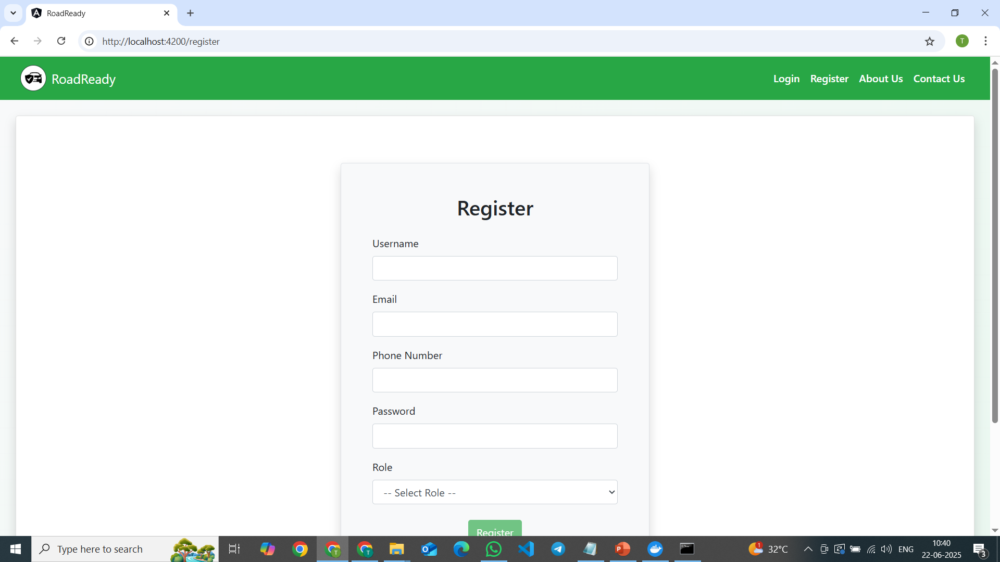 RoadReady
http://localhost:4200/register
T
RoadReady
Login Register About Us Contact Us
Register
Username
Email
Phone Number
Password
Role
-- Select Role --
Register
Type here to search
T
T
P
1
32°C
ENG
10:40
22-06-2025
3